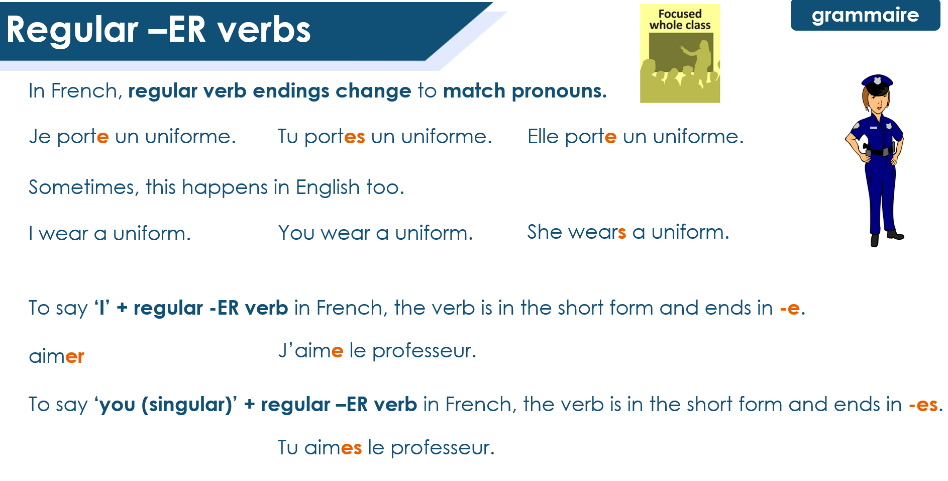 Regular –ER verbs
Focused
whole class
grammaire
In French, regular verb endings change to match pronouns.
Je porte un uniforme. Tu portes un uniforme. Elle porte un uniforme.
Sometimes, this happens in English too.
I wear a uniform. You wear a uniform. She wears a uniform.
To say ‘I’ + regular -ER verb in French, the verb is in the short form and ends in -e.
aimer J’aime le professeur.
To say ‘you (singular)’ + regular –ER verb in French, the verb is in the short form and ends in -es.
Tu aimes le professeur.